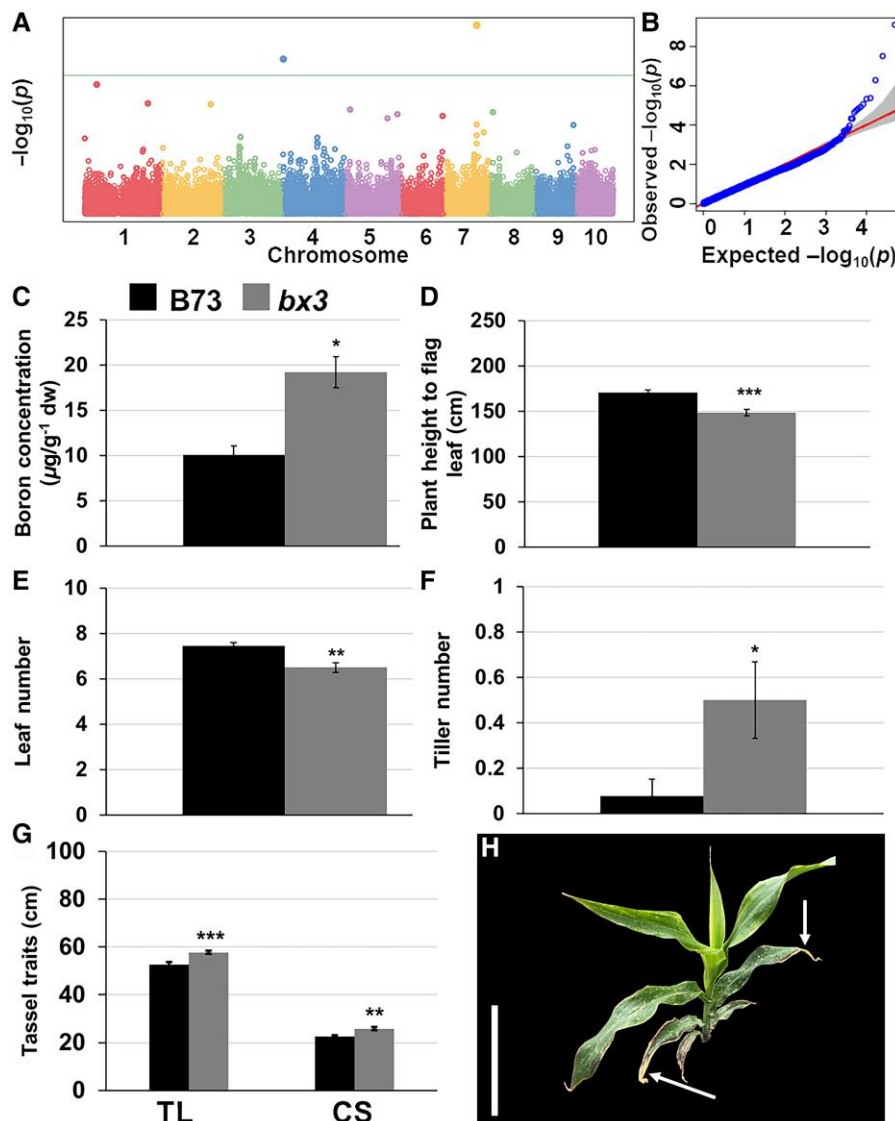 A
–log₁₀(p)
1 2 3 4 5 6 7 8 9 10
Chromosome
B
Observed –log₁₀(p)
8
6
4
2
0
0 1 2 3 4
Expected –log₁₀(p)
B73
bx3
C
Boron concentration
(µg/g⁻¹ dw)
25
20
15
10
5
0
*
D
Plant height to flag
leaf (cm)
250
200
150
100
50
0
***
E
Leaf number
10
8
6
4
2
0
**
F
Tiller number
1
0.8
0.6
0.4
0.2
0
*
G
Tassel traits (cm)
100
80
60
40
20
0
***
**
TL
CS
H